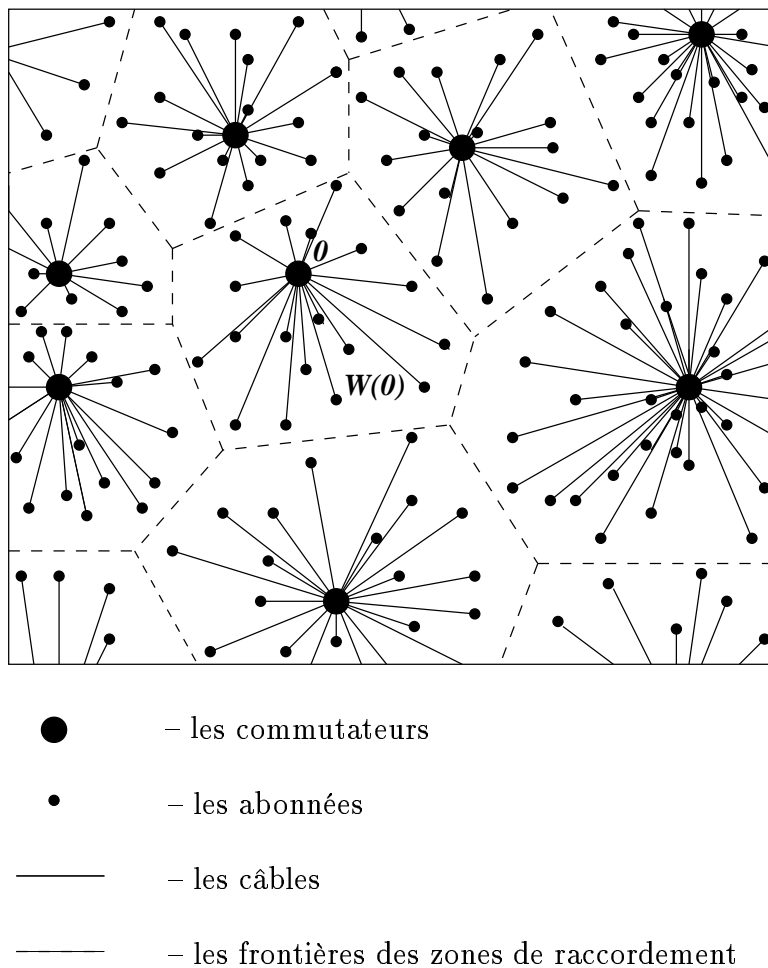 0
W(0)
– les commutateurs
– les abonnées
– les câbles
– les frontières des zones de raccordement